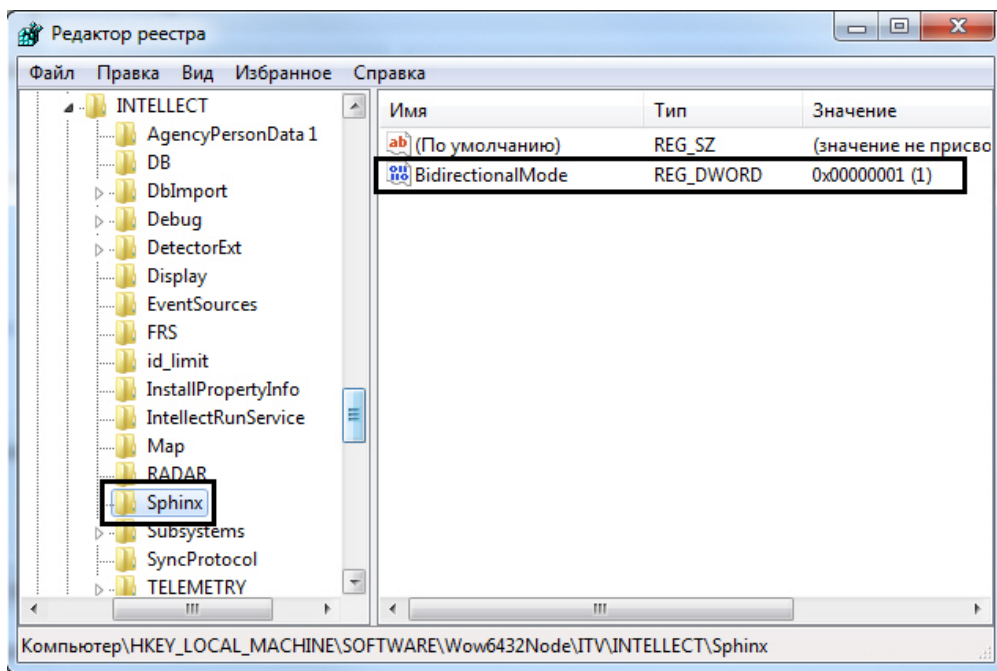 Редактор реестра
Файл Правка Вид Избранное Справка
INTELLECT
AgencyPersonData 1
DB
DbImport
Debug
DetectorExt
Display
EventSources
FRS
id_limit
InstallPropertyInfo
IntellectRunService
Map
RADAR
Sphinx
Subsystems
SyncProtocol
TELEMETRY
Имя Тип Значение
(По умолчанию) REG_SZ (значение не присво
BidirectionalMode REG_DWORD 0x00000001 (1)
Компьютер\HKEY_LOCAL_MACHINE\SOFTWARE\Wow6432Node\ITV\INTELLECT\Sphinx